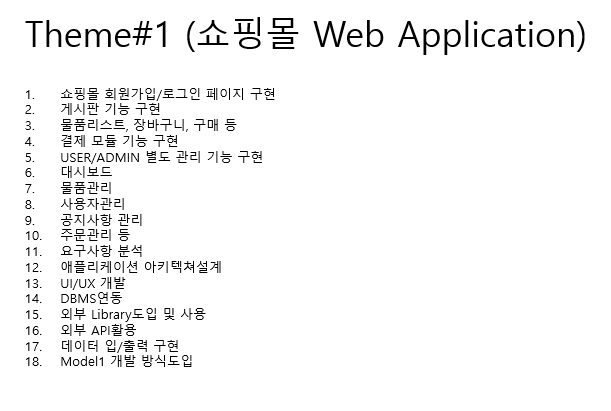 Theme#1 (쇼핑몰 Web Application)
1. 쇼핑몰 회원가입/로그인 페이지 구현
2. 게시판 기능 구현
3. 물품리스트, 장바구니, 구매 등
4. 결제 모듈 기능 구현
5. USER/ADMIN 별도 관리 기능 구현
6. 대시보드
7. 물품관리
8. 사용자관리
9. 공지사항 관리
10. 주문관리 등
11. 요구사항 분석
12. 애플리케이션 아키텍쳐설계
13. UI/UX 개발
14. DBMS연동
15. 외부 Library도입 및 사용
16. 외부 API활용
17. 데이터 입/출력 구현
18. Model1 개발 방식도입